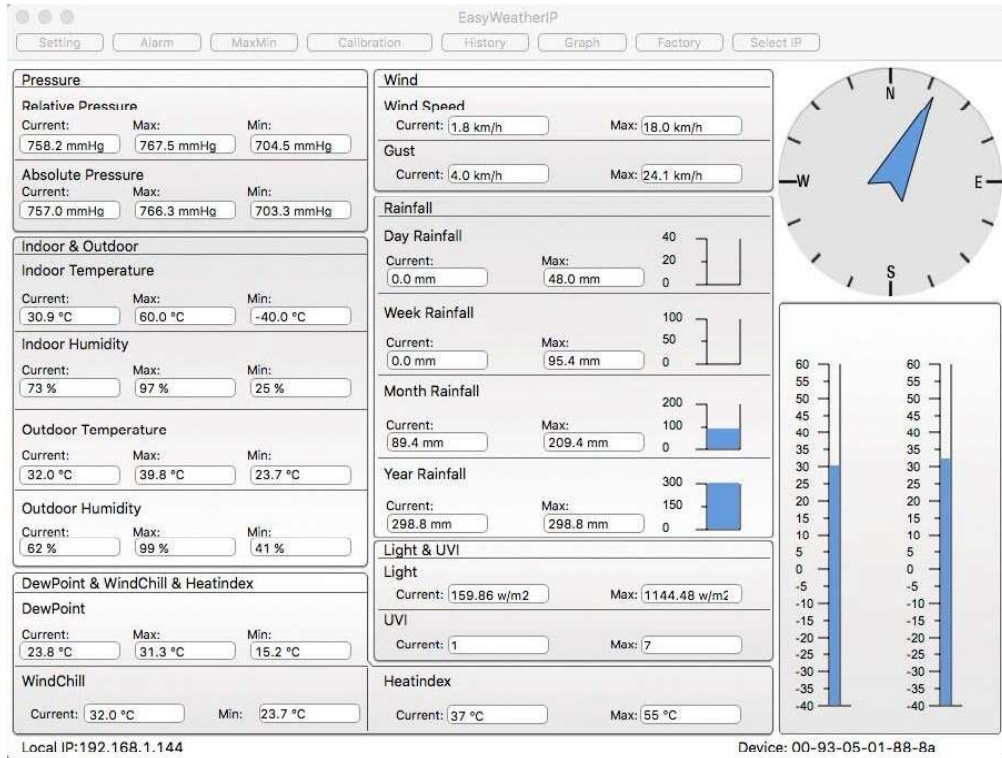 EasyWeatherIP
Setting Alarm MaxMin Calibration History Graph Factory Select IP
Pressure
Relative Pressure
Current: Max: Min:
758.2 mmHg 767.5 mmHg 704.5 mmHg
Absolute Pressure
Current: Max: Min:
757.0 mmHg 766.3 mmHg 703.3 mmHg
Indoor & Outdoor
Indoor Temperature
Current: Max: Min:
30.9 °C 60.0 °C -40.0 °C
Indoor Humidity
Current: Max: Min:
73 % 97 % 25 %
Outdoor Temperature
Current: Max: Min:
32.0 °C 39.8 °C 23.7 °C
Outdoor Humidity
Current: Max: Min:
62 % 99 % 41 %
DewPoint & WindChill & Heatindex
DewPoint
Current: Max: Min:
23.8 °C 31.3 °C 15.2 °C
WindChill
Current: 32.0 °C Min: 23.7 °C
Wind
Wind Speed
Current: 1.8 km/h Max: 18.0 km/h
Gust
Current: 4.0 km/h Max: 24.1 km/h
Rainfall
Day Rainfall
Current: Max:
0.0 mm 48.0 mm
40
20
0
Week Rainfall
Current: Max:
0.0 mm 95.4 mm
100
50
0
Month Rainfall
Current: Max:
89.4 mm 209.4 mm
200
100
0
Year Rainfall
Current: Max:
298.8 mm 298.8 mm
300
150
0
Light & UVI
Light
Current: 159.86 w/m2 Max: 1144.48 w/m2
UVI
Current: 1 Max: 7
Heatindex
Current: 37 °C Max: 55 °C
N
W E
S
60 60
55 55
50 50
45 45
40 40
35 35
30 30
25 25
20 20
15 15
10 10
5 5
0 0
-5 -5
-10 -10
-15 -15
-20 -20
-25 -25
-30 -30
-35 -35
-40 -40
Local IP:192.168.1.144 Device: 00-93-05-01-88-8a